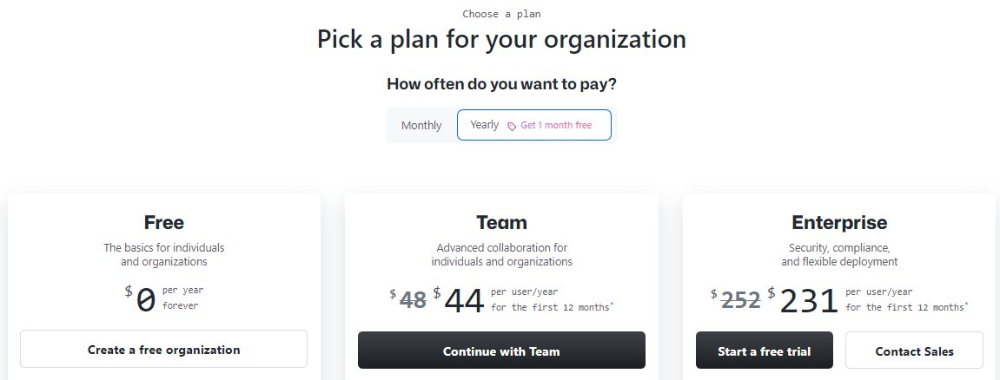 Choose a plan
Pick a plan for your organization
How often do you want to pay?
Monthly
Yearly Get 1 month free
Free
The basics for individuals
and organizations
$0 per year
forever
Create a free organization
Team
Advanced collaboration for
individuals and organizations
$48 $44 per user/year
for the first 12 months*
Continue with Team
Enterprise
Security, compliance,
and flexible deployment
$252 $231 per user/year
for the first 12 months*
Start a free trial
Contact Sales